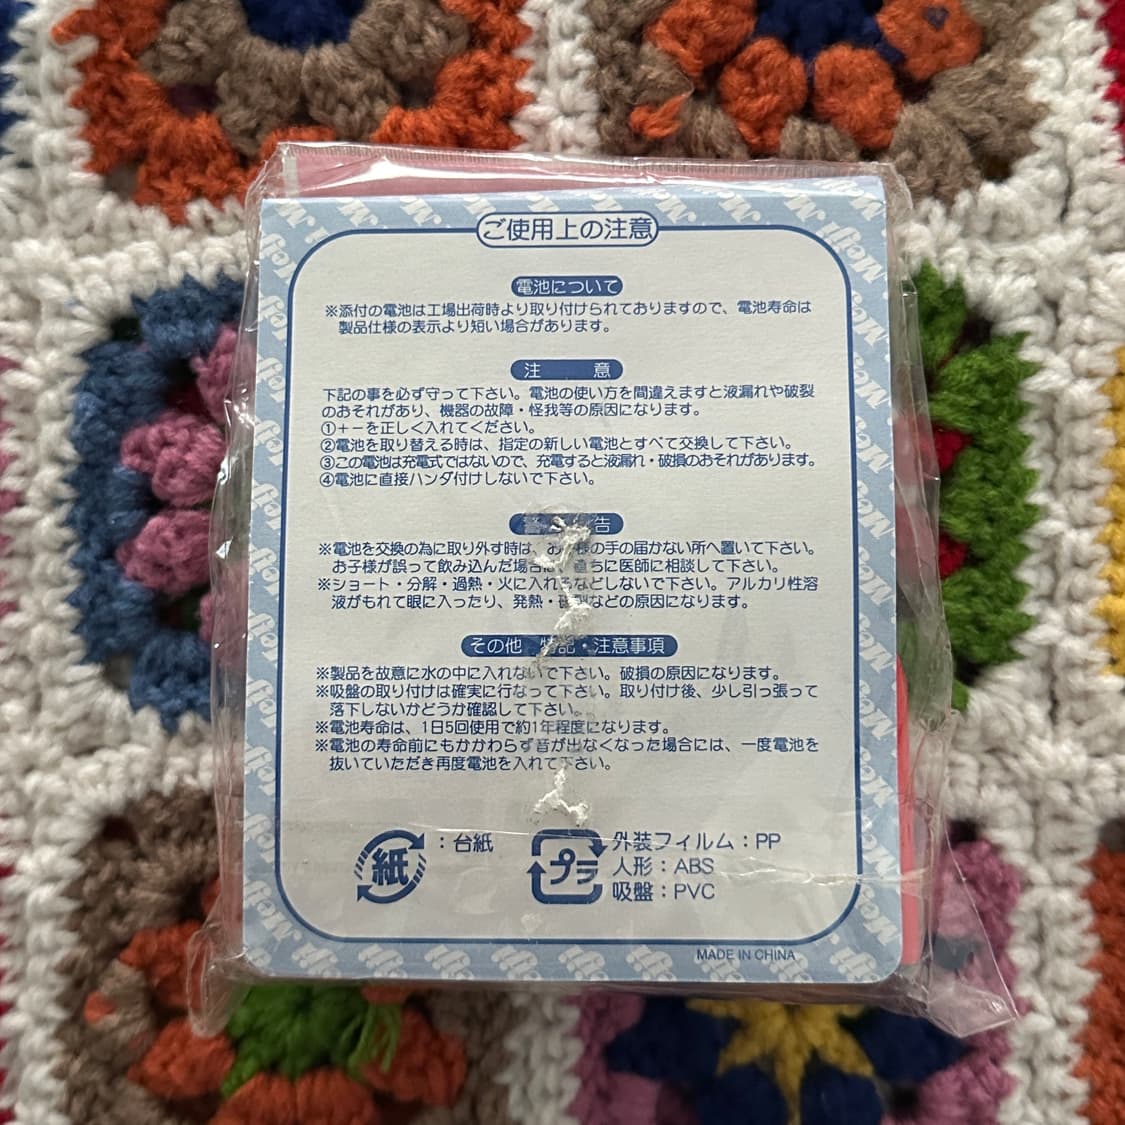 ご使用上の注意
電池について
※添付の電池は工場出荷時より取り付けられておりますので、電池寿命は
製品仕様の表示より短い場合があります。
注 意
下記の事を必ず守って下さい。電池の使い方を間違えますと液漏れや破裂
のおそれがあり、機器の故障・怪我等の原因になります。
①+−を正しく入れてください。
②電池を取り替える時は、指定の新しい電池とすべて交換して下さい。
③この電池は充電式ではないので、充電すると液漏れ・破損のおそれがあります。
④電池に直接ハンダ付けしないで下さい。
警 告
※電池を交換の為に取り外す時は、お子様の手の届かない所へ置いて下さい。
お子様が誤って飲み込んだ場合は、直ちに医師に相談して下さい。
※ショート・分解・過熱・火に入れるなどしないで下さい。アルカリ性溶
液がもれて眼に入ったり、発熱・破裂などの原因になります。
その他 特記・注意事項
※製品を故意に水の中に入れないで下さい。破損の原因になります。
※吸盤の取り付けは確実に行なって下さい。取り付け後、少し引っ張って
落下しないかどうか確認して下さい。
※電池寿命は、1日5回使用で約1年程度になります。
※電池の寿命前にもかかわらず音が出なくなった場合には、一度電池を
抜いていただき再度電池を入れて下さい。
紙 ：台紙
プラ 外装フィルム：PP
人形：ABS
吸盤：PVC
MADE IN CHINA